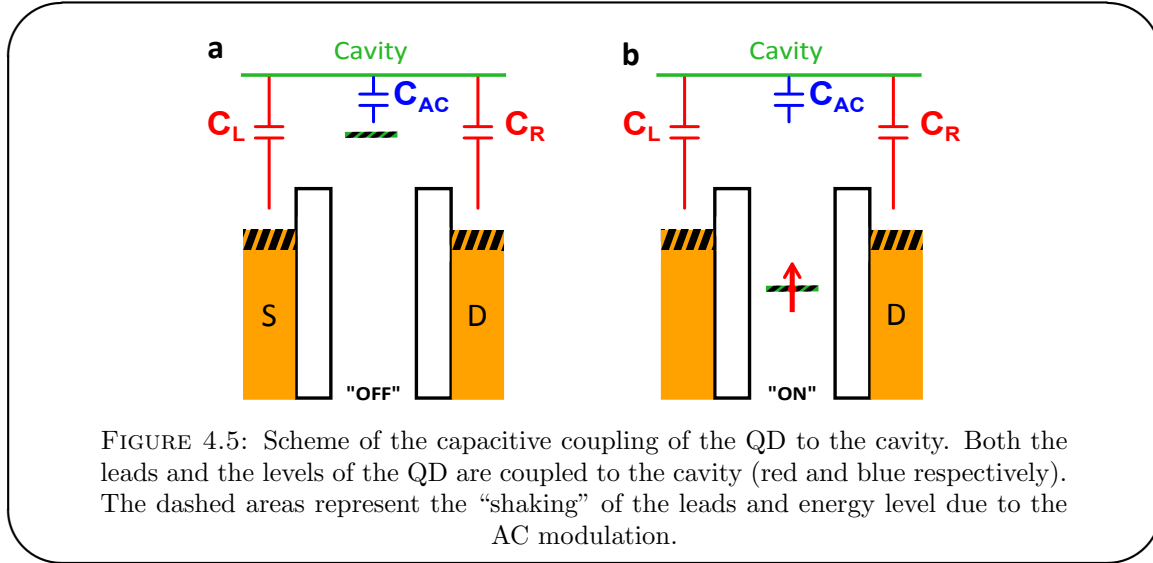 a
b
Cavity
Cavity
C_AC
C_AC
C_L
C_R
C_L
C_R
S
D
D
"OFF"
"ON"
FIGURE 4.5: Scheme of the capacitive coupling of the QD to the cavity. Both the
leads and the levels of the QD are coupled to the cavity (red and blue respectively).
The dashed areas represent the “shaking” of the leads and energy level due to the
AC modulation.